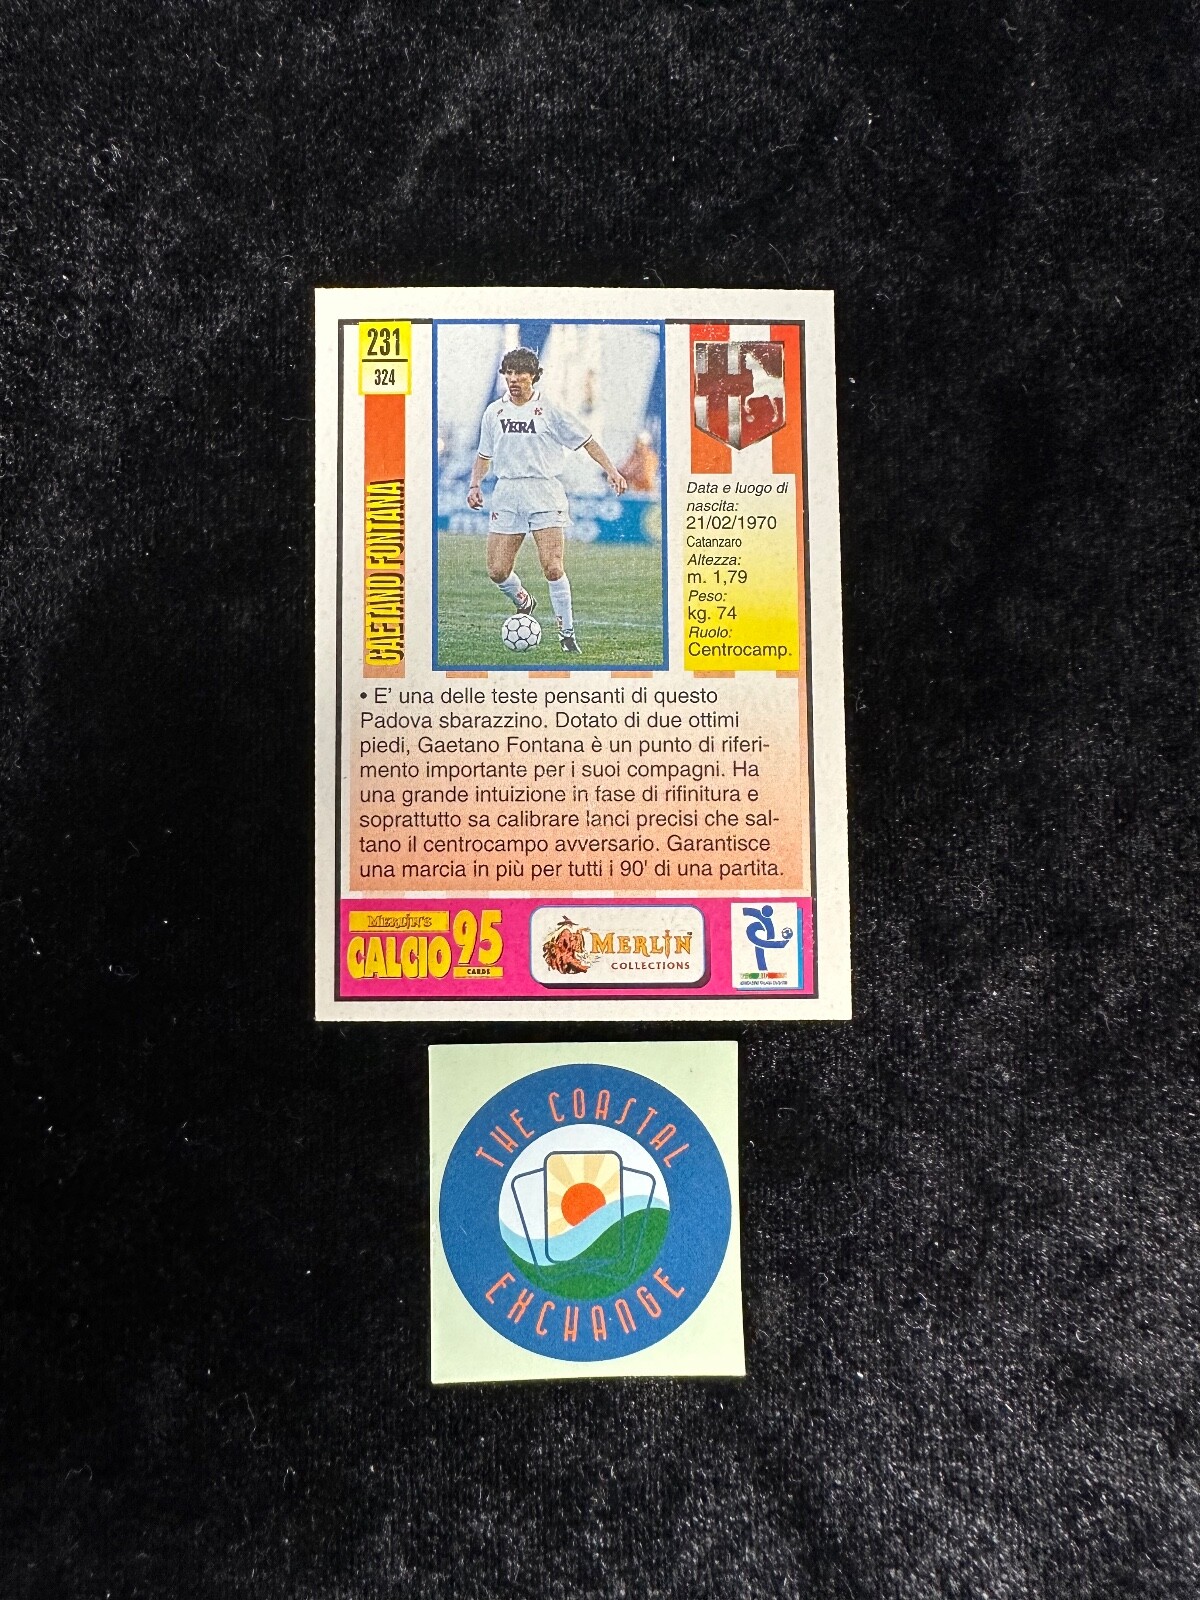 231
324
GAETANO FONTANA
VERA
Data e luogo di
nascita:
21/02/1970
Catanzaro
Altezza:
m. 1,79
Peso:
kg. 74
Ruolo:
Centrocamp.
• E' una delle teste pensanti di questo
Padova sbarazzino. Dotato di due ottimi
piedi, Gaetano Fontana è un punto di riferi-
mento importante per i suoi compagni. Ha
una grande intuizione in fase di rifinitura e
soprattutto sa calibrare lanci precisi che sal-
tano il centrocampo avversario. Garantisce
una marcia in più per tutti i 90' di una partita.
MERLIN'S
CALCIO 95
CARDS
MERLIN
COLLECTIONS
THE COASTAL
EXCHANGE